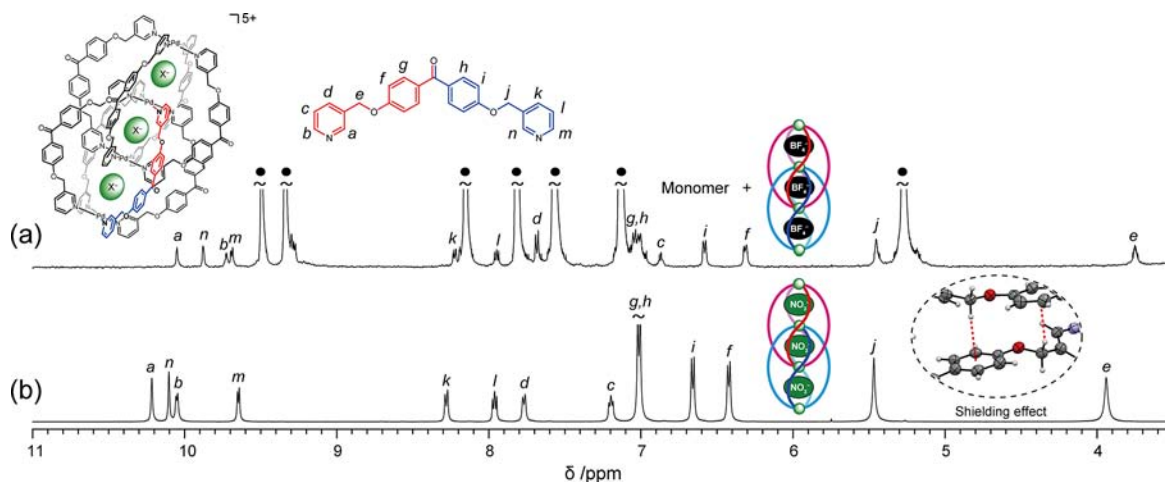 ⌉5+
X⁻
X⁻
X⁻
O
f
g
h
i
e
j
d
k
c
l
b
a
n
m
N
N
O
O
(a)
a
n
b
m
k
l
d
g,h
c
i
f
j
e
Monomer +
BF₄⁻
BF₄⁻
BF₄⁻
(b)
a
n
b
m
k
l
d
c
g,h
i
f
j
e
NO₃⁻
NO₃⁻
NO₃⁻
Shielding effect
11
10
9
8
7
6
5
4
δ /ppm